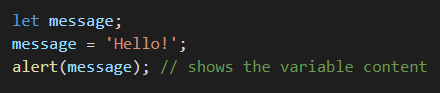 let message;
message = 'Hello!';
alert(message); // shows the variable content